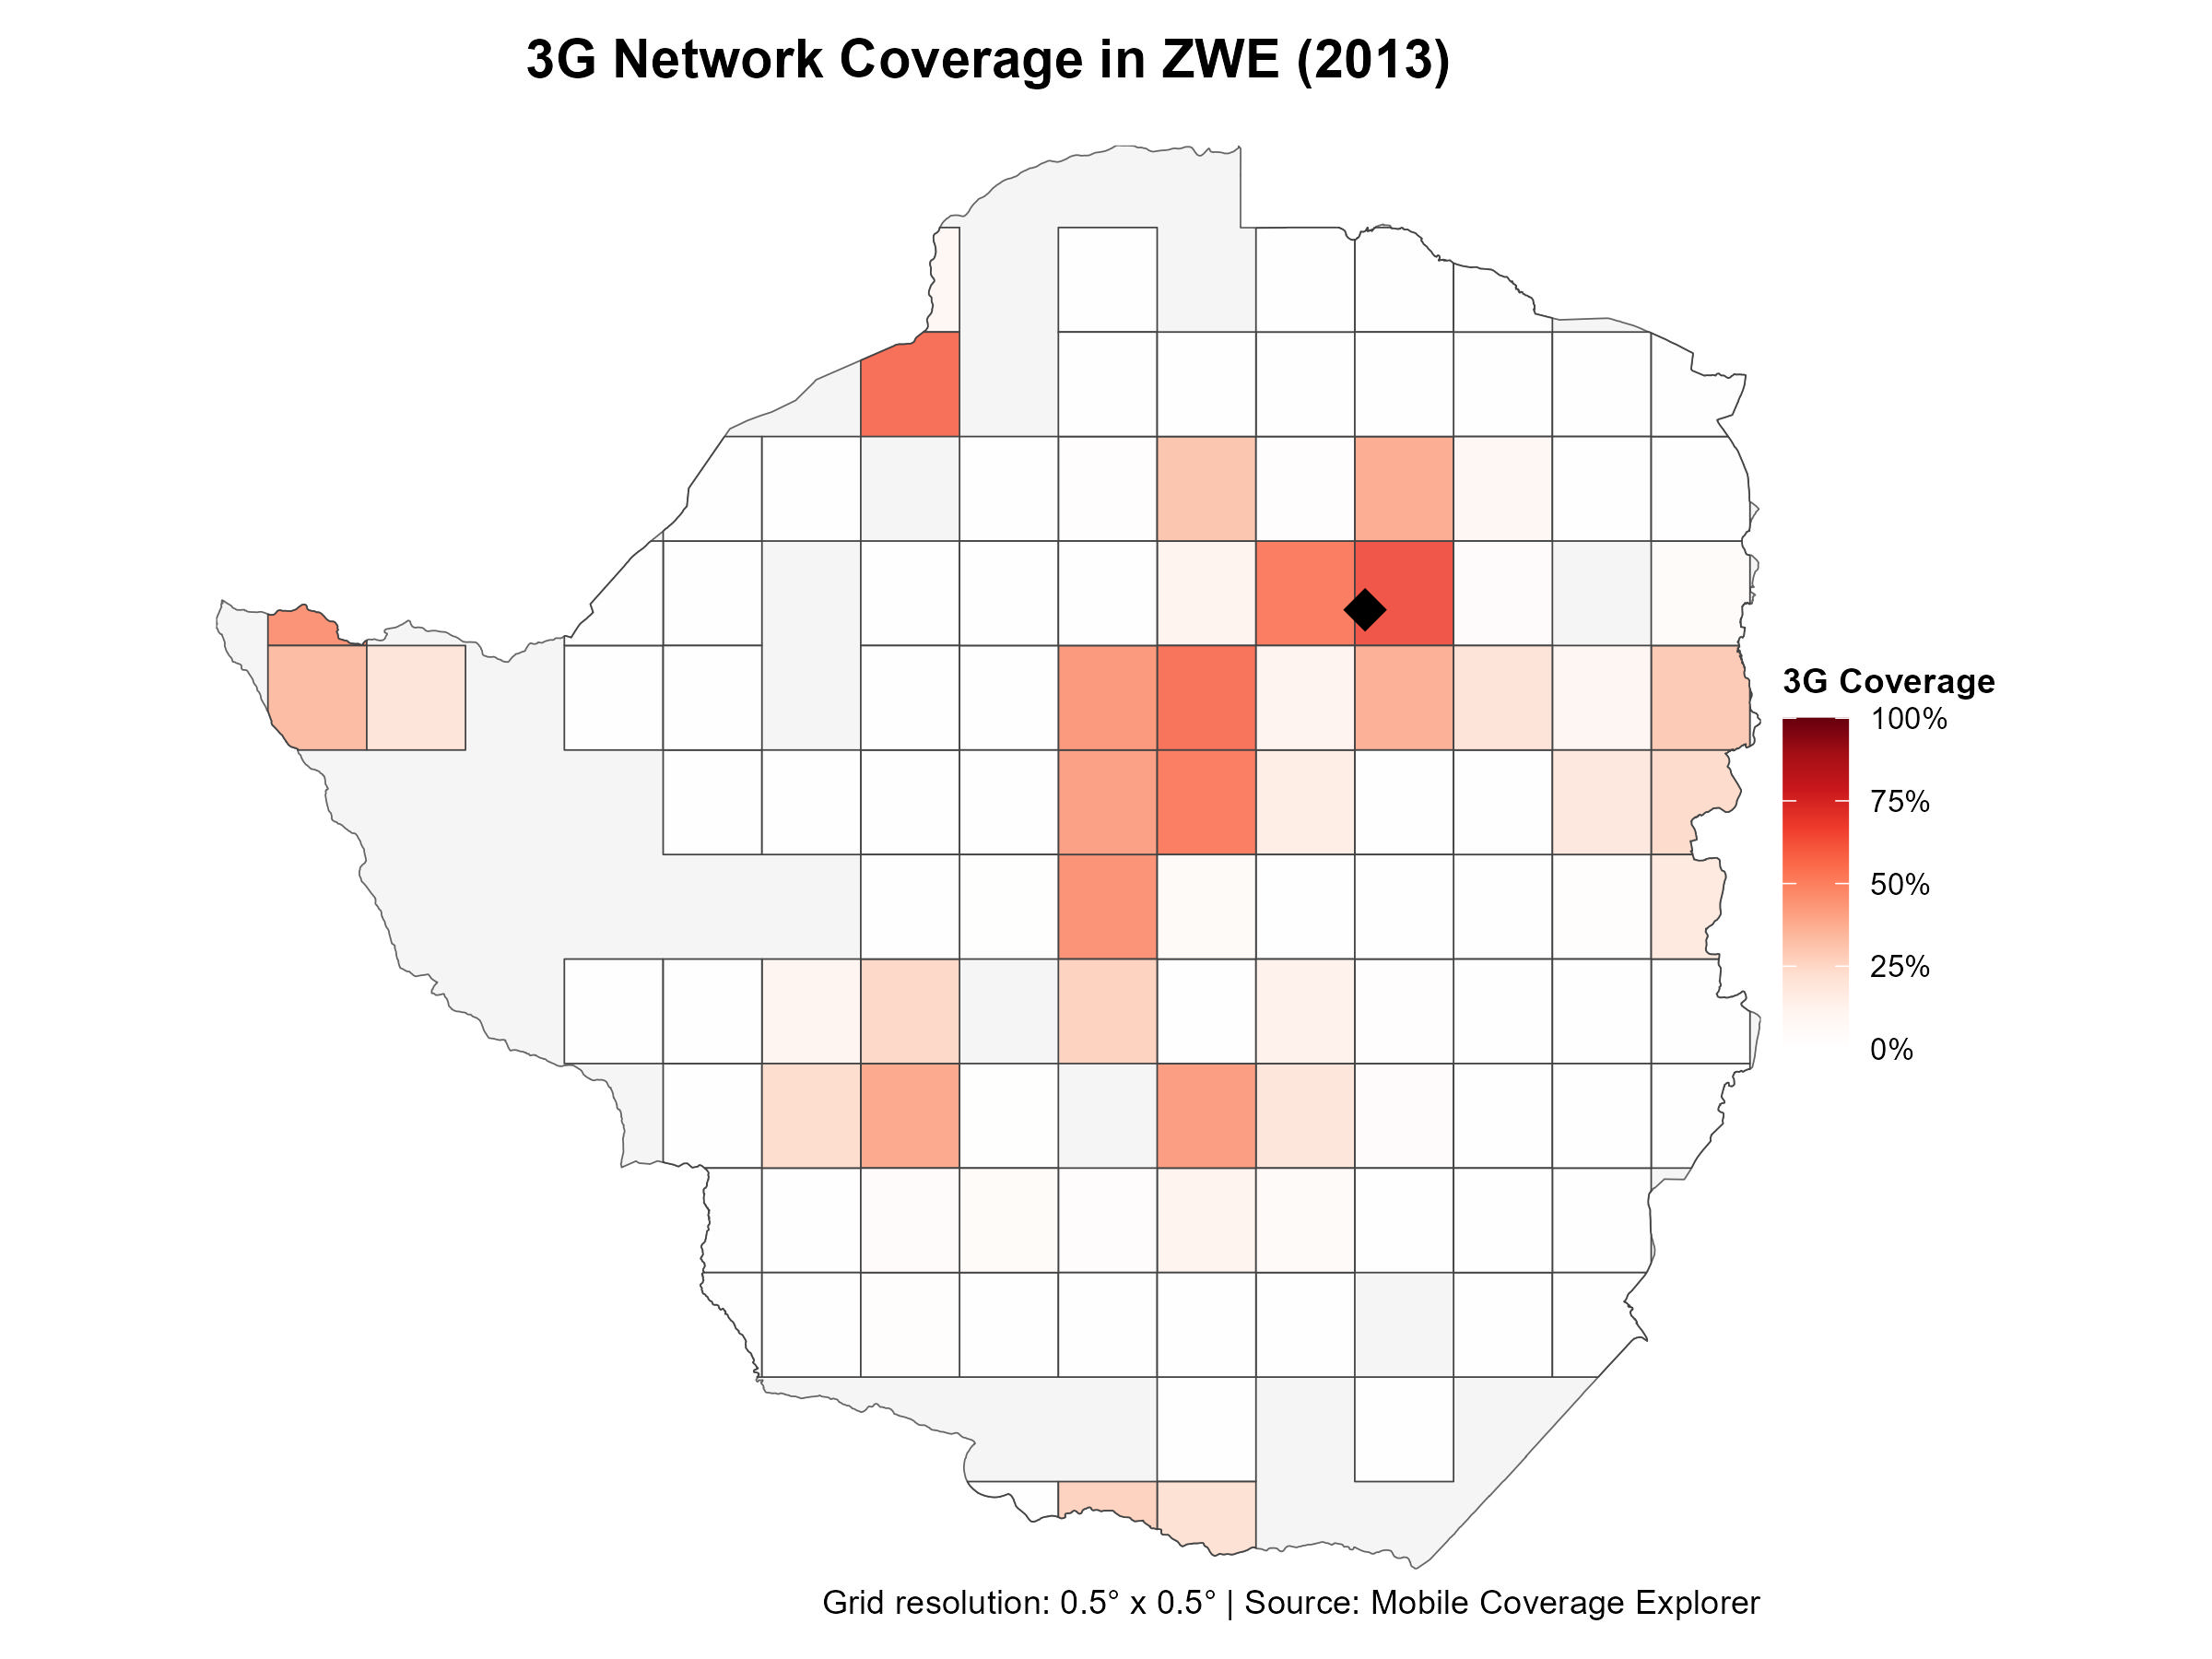 3G Network Coverage in ZWE (2013)
3G Coverage
100%
75%
50%
25%
0%
Grid resolution: 0.5° x 0.5° | Source: Mobile Coverage Explorer